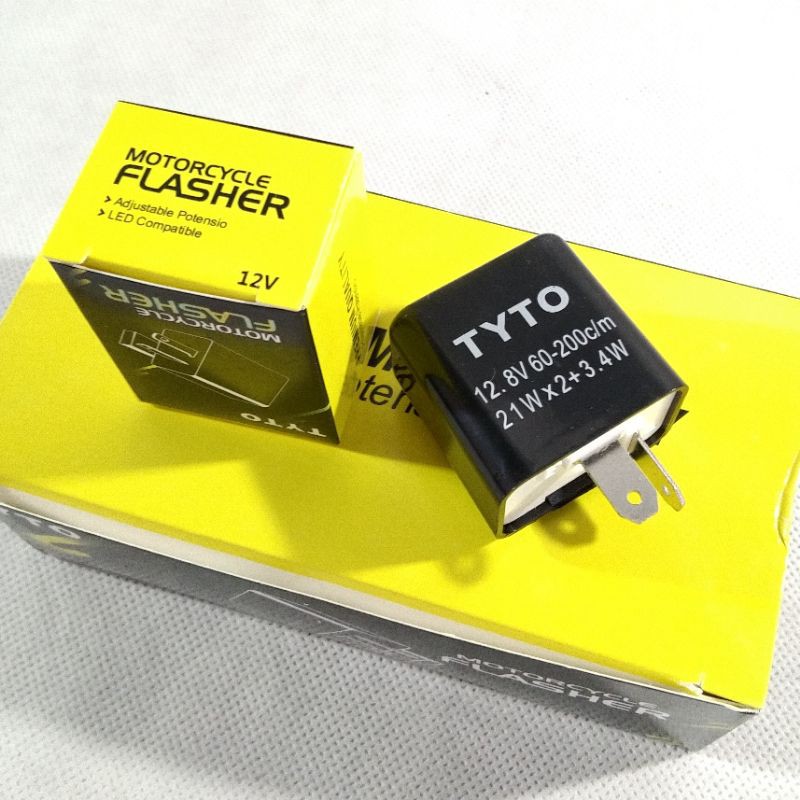 MOTORCYCLE
FLASHER
Adjustable Potensio
LED Compatible
12V
MOTORCYCLE
FLASHER
TYTO
TYTO
12.8V 60-200c/m
21W x 2+3.4W
TYTO
MOTORCYCLE
FLASHER